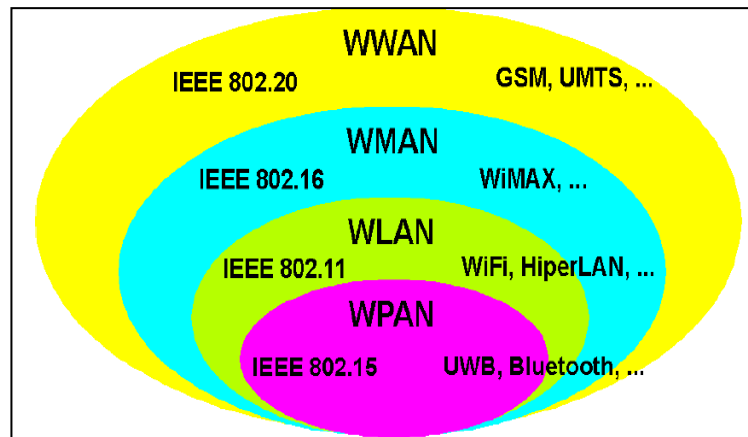 WWAN
IEEE 802.20 GSM, UMTS, ...
WMAN
IEEE 802.16 WiMAX, ...
WLAN
IEEE 802.11 WiFi, HiperLAN, ...
WPAN
IEEE 802.15 UWB, Bluetooth, ...